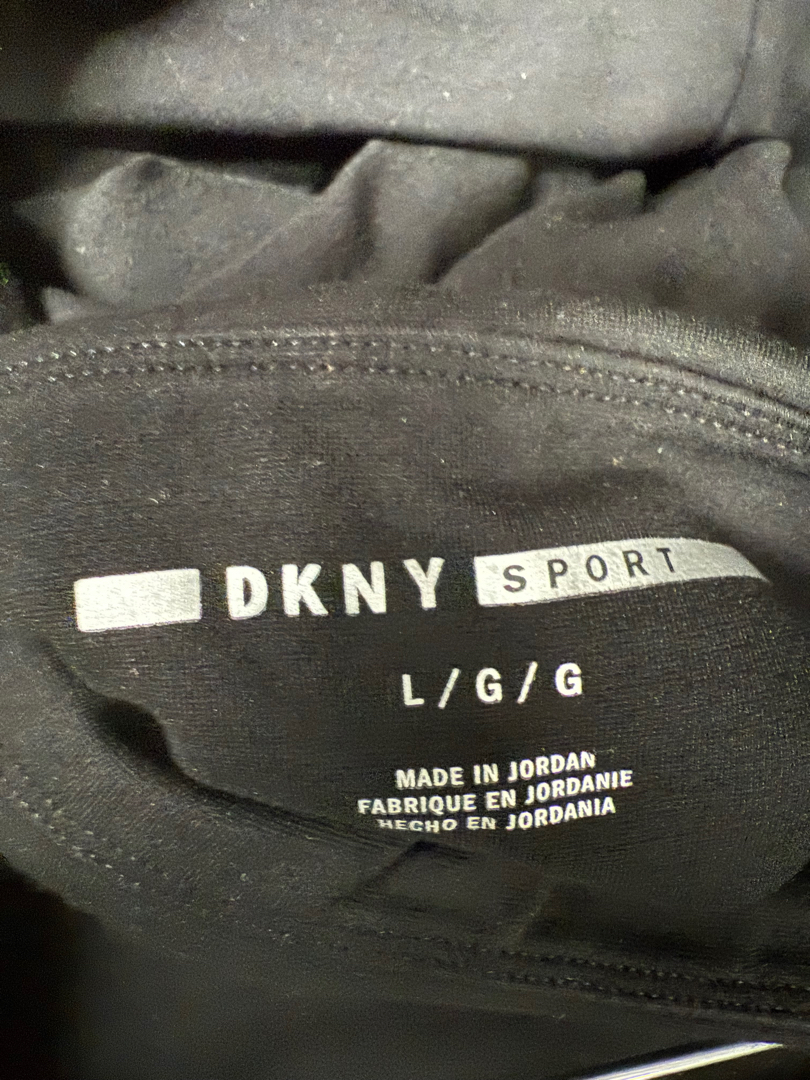 DKNY SPORT
L/G/G
MADE IN JORDAN
FABRIQUE EN JORDANIE
HECHO EN JORDANIA